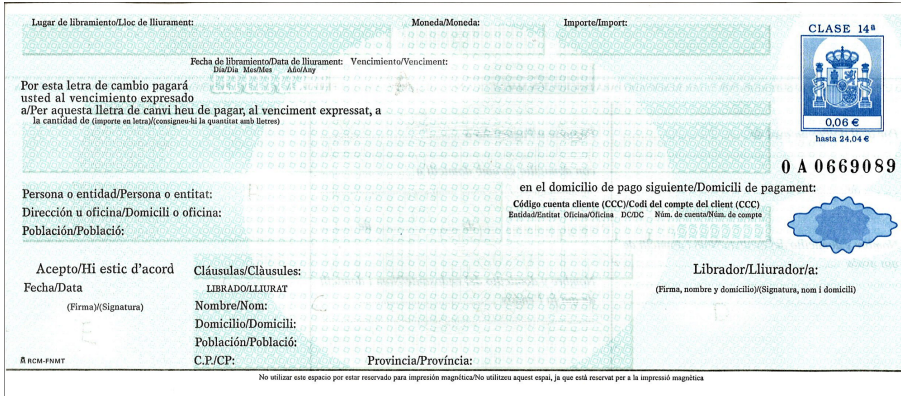 Lugar de libramiento/Lloc de lliurament:
Moneda/Moneda:
Importe/Import:
CLASE 14ª
Fecha de libramiento/Data de lliurament:
Vencimiento/Venciment:
Día/Dia Mes/Mes Año/Any
Por esta letra de cambio pagará
usted al vencimiento expresado
a/Per aquesta lletra de canvi heu de pagar, al venciment expressat, a
la cantidad de (importe en letra)/(consigneu-hi la quantitat amb lletres)
0,06 €
hasta 24,04 €
0 A 0669089
en el domicilio de pago siguiente/Domicili de pagament:
Persona o entidad/Persona o entitat:
Código cuenta cliente (CCC)/Codi del compte del client (CCC)
Dirección u oficina/Domicili o oficina:
Entidad/Entitat Oficina/Oficina DC/DC Núm. de cuenta/Núm. de compte
Población/Població:
Acepto/Hi estic d'acord
Cláusulas/Clàusules:
Librador/Lliurador/a:
Fecha/Data
LIBRADO/LLIURAT
(Firma, nombre y domicilio)/(Signatura, nom i domicili)
(Firma)/(Signatura)
Nombre/Nom:
Domicilio/Domicili:
Población/Població:
RCM-FNMT
C.P./CP:
Provincia/Província:
No utilizar este espacio por estar reservado para impresión magnética/No utilitzeu aquest espai, ja que està reservat per a la impressió magnètica